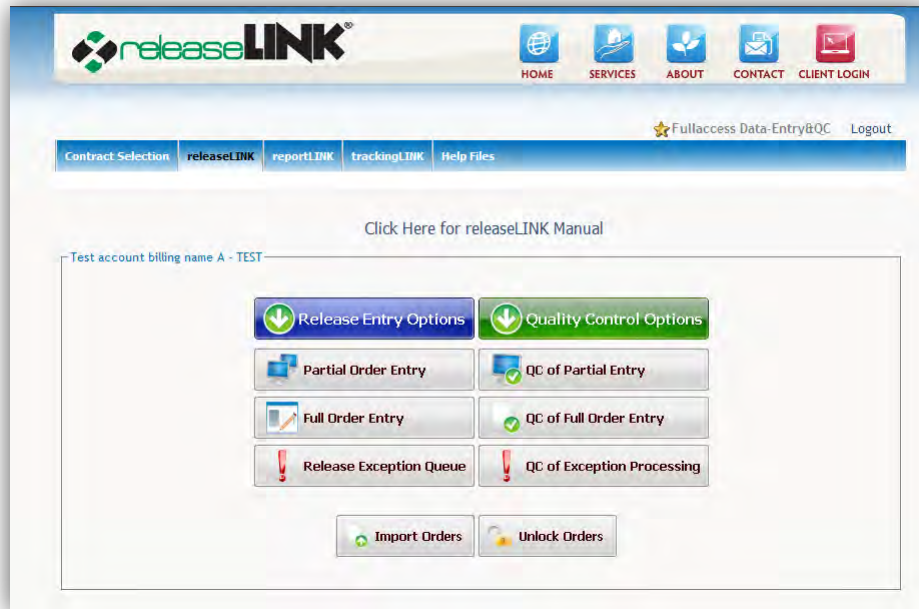 releaseLINK®
HOME SERVICES ABOUT CONTACT CLIENT LOGIN
Fullaccess Data-Entry&QC Logout
Contract Selection releaseLINK reportLINK trackingLINK Help Files
Click Here for releaseLINK Manual
Test account billing name A - TEST
Release Entry Options Quality Control Options
Partial Order Entry QC of Partial Entry
Full Order Entry QC of Full Order Entry
Release Exception Queue QC of Exception Processing
Import Orders Unlock Orders